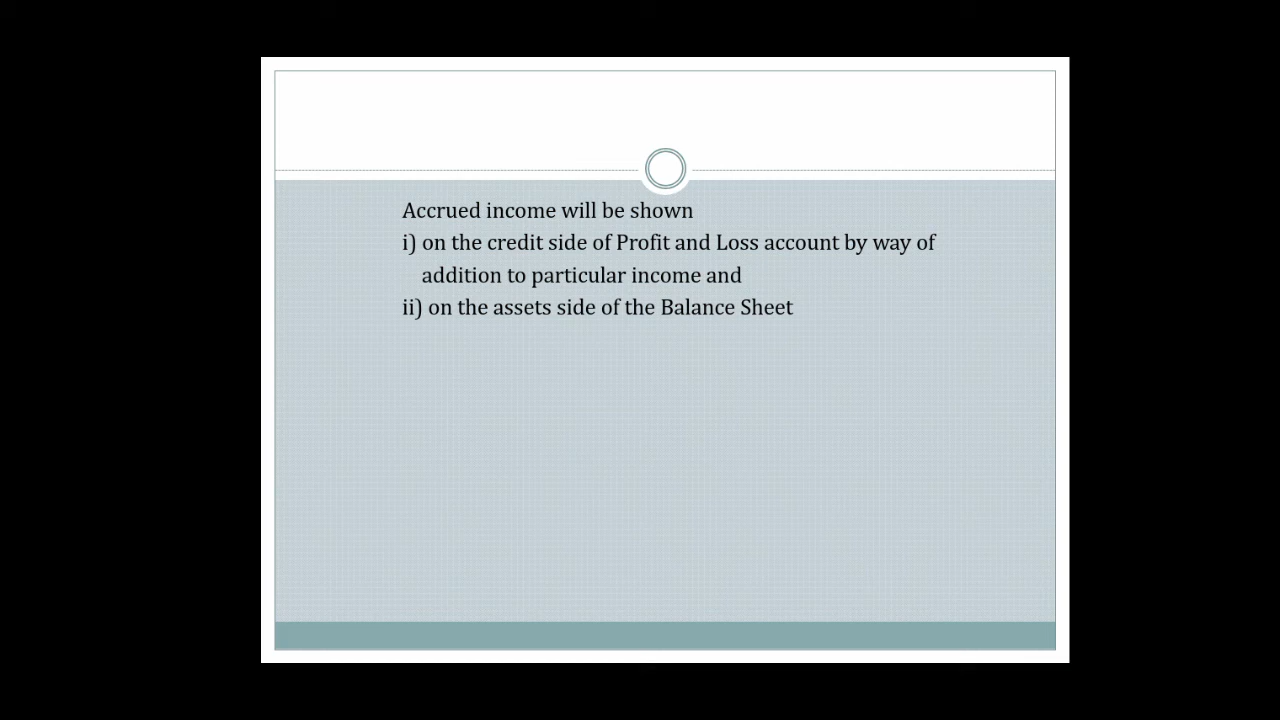 Accrued income will be shown
i) on the credit side of Profit and Loss account by way of
addition to particular income and
ii) on the assets side of the Balance Sheet